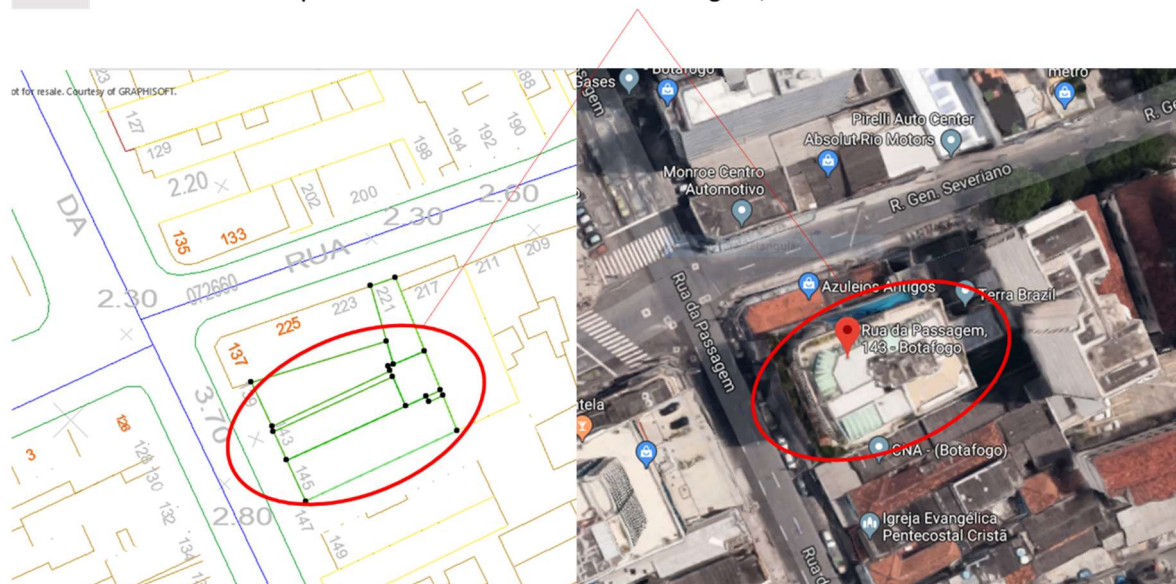 ot for resale. Courtesy of GRAPHISOFT.
127
129
188
190
192
194
198
200
202
2.20
2.30
2.60
135
133
DA
RUA
209
211
217
221
223
225
137
072660
2.30
3.70
143
145
147
149
2.80
3
126
128
130
132
134
Gases
Botafogo
metro
Pirelli Auto Center
Absolut Rio Motors
R. G
Monroe Centro
Automotivo
R. Gen. Severiano
Azulejos Antigos
Terra Brazil
Rua da Passagem,
143 - Botafogo
Rua da Passagem
CNA - (Botafogo)
Igreja Evangélica
Pentecostal Cristã
Rua d